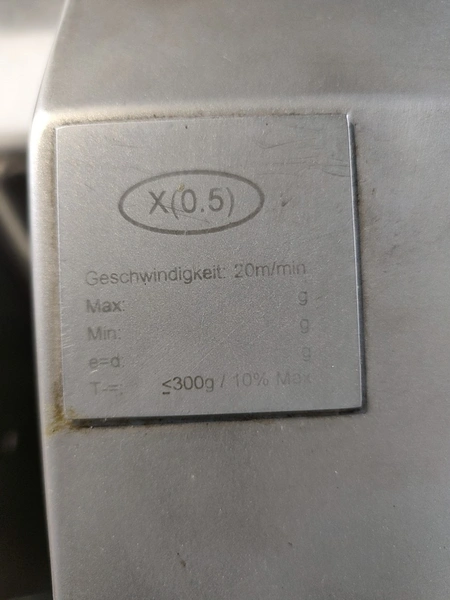 X(0.5)
Geschwindigkeit: 20m/min
Max: g
Min: g
e=d: g
T-=: ≤300g / 10% Max